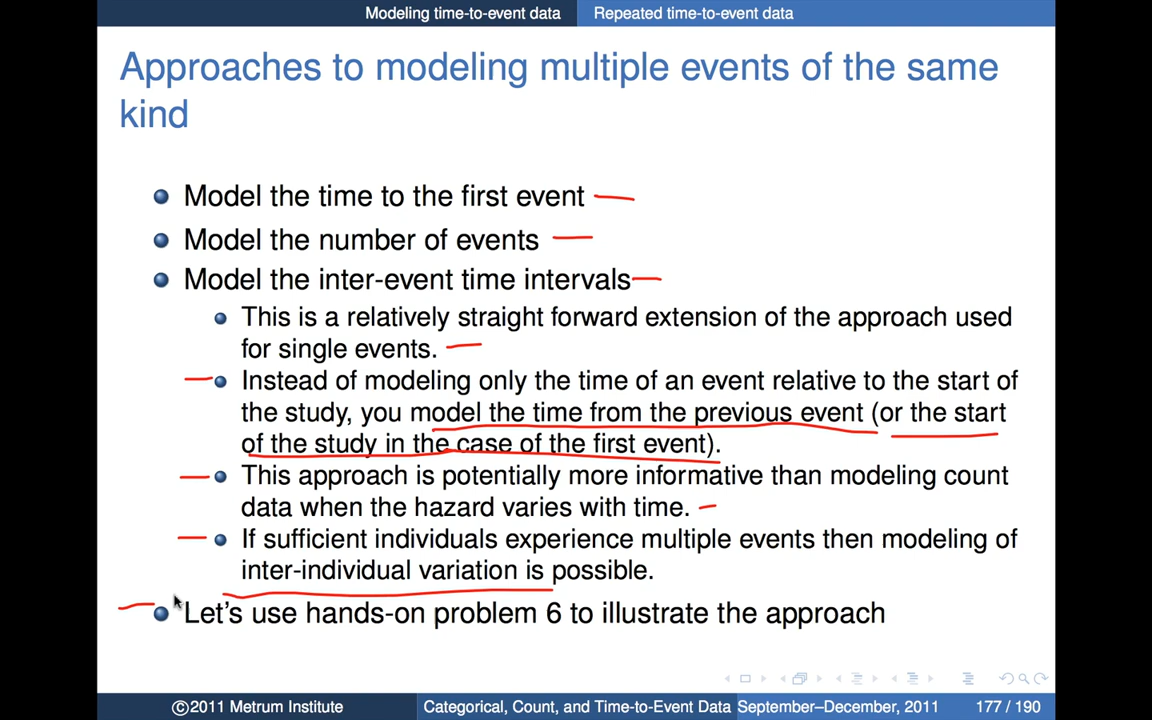 Modeling time-to-event data Repeated time-to-event data
Approaches to modeling multiple events of the same
kind
Model the time to the first event
Model the number of events
Model the inter-event time intervals
This is a relatively straight forward extension of the approach used
for single events.
Instead of modeling only the time of an event relative to the start of
the study, you model the time from the previous event (or the start
of the study in the case of the first event).
This approach is potentially more informative than modeling count
data when the hazard varies with time.
If sufficient individuals experience multiple events then modeling of
inter-individual variation is possible.
Let's use hands-on problem 6 to illustrate the approach
©2011 Metrum Institute Categorical, Count, and Time-to-Event Data September–December, 2011 177 / 190